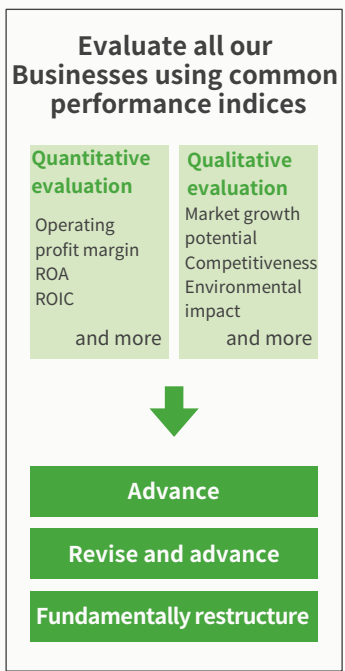 Evaluate all our
Businesses using common
performance indices
Quantitative
evaluation
Operating
profit margin
ROA
ROIC
and more
Qualitative
evaluation
Market growth
potential
Competitiveness
Environmental
impact
and more
Advance
Revise and advance
Fundamentally restructure